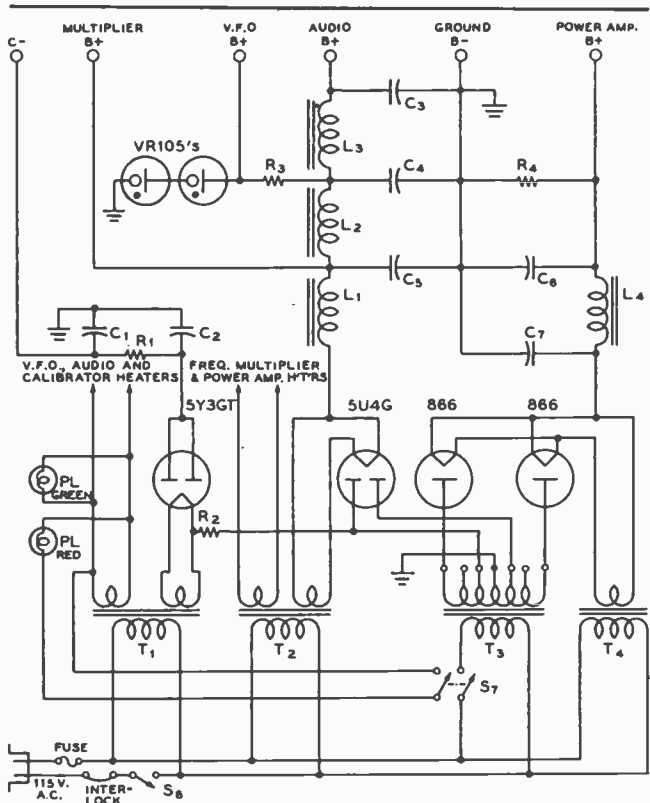 MULTIPLIER V.F.O AUDIO GROUND POWER AMP.
C- B+ B+ B+ B- B+
C3
L3
VR105's
R3 C4 R4
L2
L1 C5 C6 L4
C7
C1 C2
R1
V.F.O., AUDIO AND CALIBRATOR HEATERS
FREQ. MULTIPLIER & POWER AMP. H'T'RS
5Y3GT 5U4G 866 866
PL GREEN
R2
PL RED
T1 T2 T3 T4
S7
FUSE
115 V. A.C.
INTER-LOCK
S8